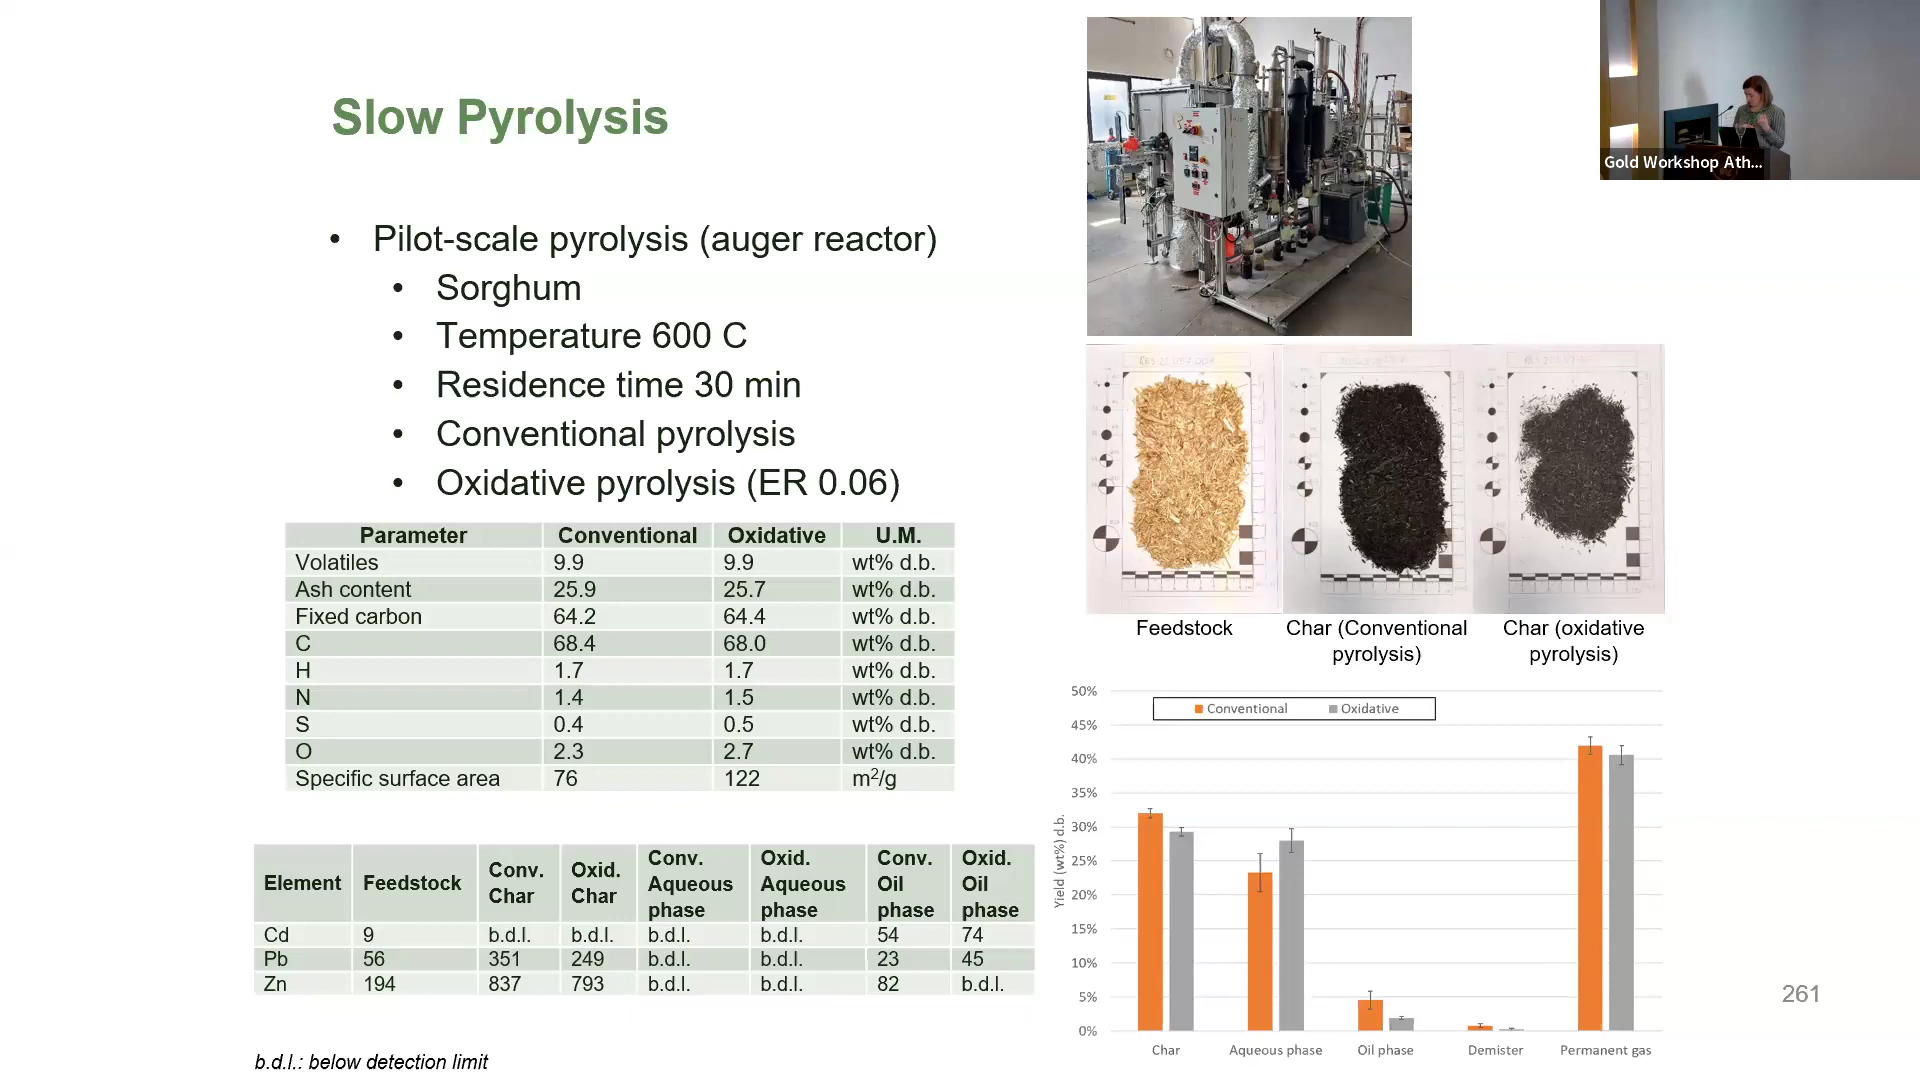 Slow Pyrolysis
Gold Workshop Ath...
• Pilot-scale pyrolysis (auger reactor)
• Sorghum
• Temperature 600 C
• Residence time 30 min
• Conventional pyrolysis
• Oxidative pyrolysis (ER 0.06)
Parameter Conventional Oxidative U.M.
Volatiles 9.9 9.9 wt% d.b.
Ash content 25.9 25.7 wt% d.b.
Fixed carbon 64.2 64.4 wt% d.b.
C 68.4 68.0 wt% d.b.
H 1.7 1.7 wt% d.b.
N 1.4 1.5 wt% d.b.
S 0.4 0.5 wt% d.b.
O 2.3 2.7 wt% d.b.
Specific surface area 76 122 m²/g
Element Feedstock Conv. Char Oxid. Char Conv. Aqueous phase Oxid. Aqueous phase Conv. Oil phase Oxid. Oil phase
Cd 9 b.d.l. b.d.l. b.d.l. b.d.l. 54 74
Pb 56 351 249 b.d.l. b.d.l. 23 45
Zn 194 837 793 b.d.l. b.d.l. 82 b.d.l.
b.d.l.: below detection limit
Feedstock
Char (Conventional
pyrolysis)
Char (oxidative
pyrolysis)
Conventional Oxidative
Yield (wt%) d.b.
50%
45%
40%
35%
30%
25%
20%
15%
10%
5%
0%
Char Aqueous phase Oil phase Demister Permanent gas
261